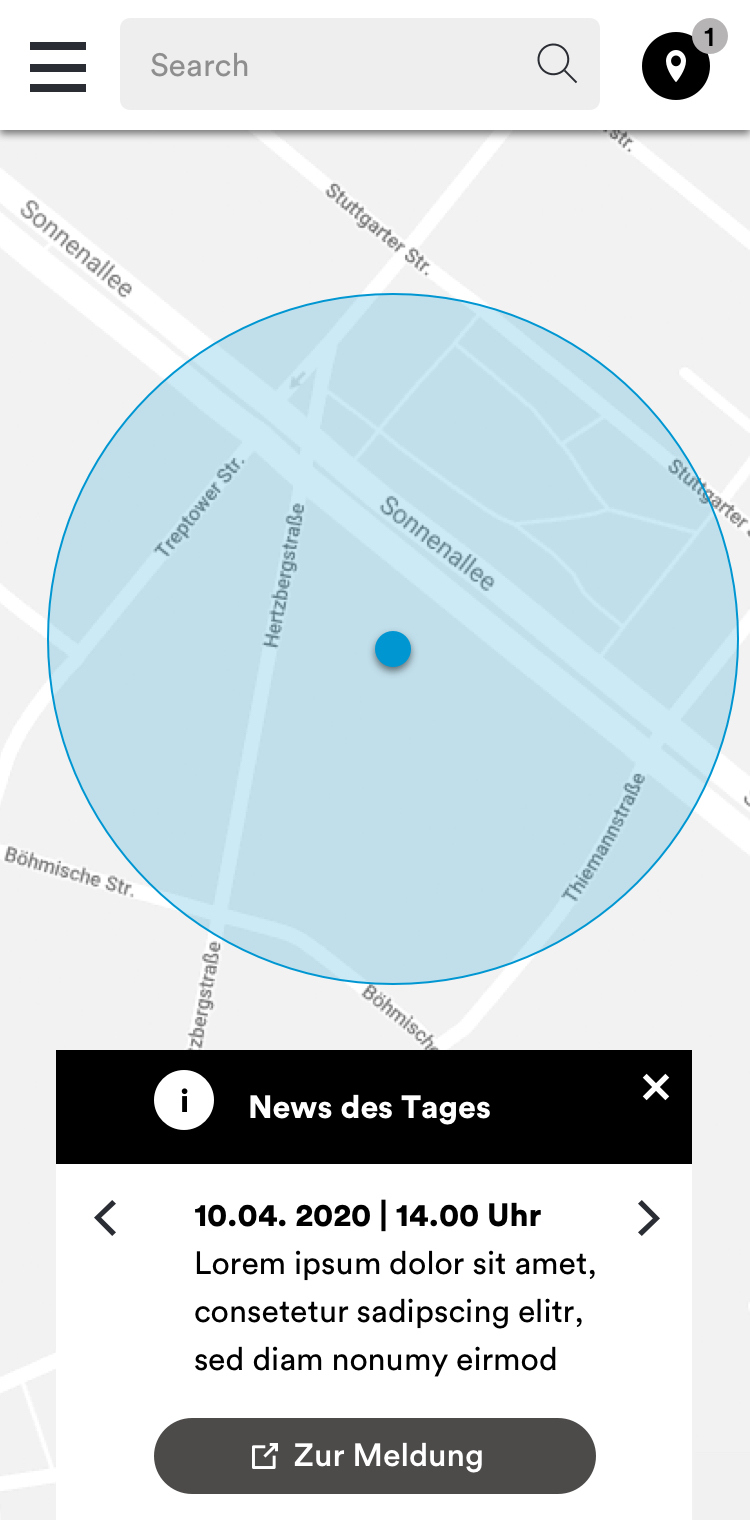 Search
1
str.
Stuttgarter Str.
Sonnenallee
Stuttgarter
Treptower Str.
Hertzbergstraße
Sonnenallee
Thiemannstraße
Böhmische Str.
zbergstraße
Böhmische
i
News des Tages
10.04. 2020 | 14.00 Uhr
Lorem ipsum dolor sit amet,
consetetur sadipscing elitr,
sed diam nonumy eirmod
Zur Meldung